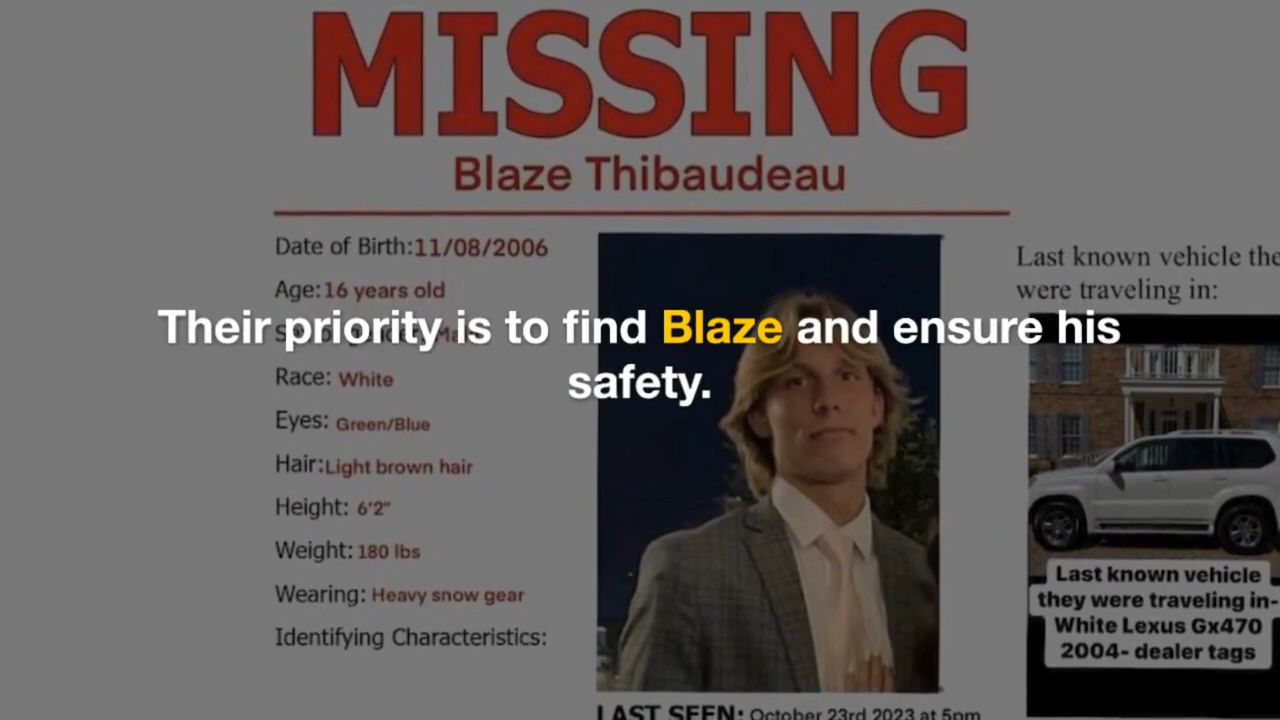 MISSING
Blaze Thibaudeau
Date of Birth:11/08/2006
Age:16 years old
Their priority is to find Blaze and ensure his
safety.
Race: White
Eyes: Green/Blue
Hair:Light brown hair
Height: 6'2"
Weight: 180 lbs
Wearing: Heavy snow gear
Identifying Characteristics:
LAST SEEN: October 23rd 2023 at 5pm
Last known vehicle the
were traveling in:
Last known vehicle
they were traveling in-
White Lexus Gx470
2004- dealer tags